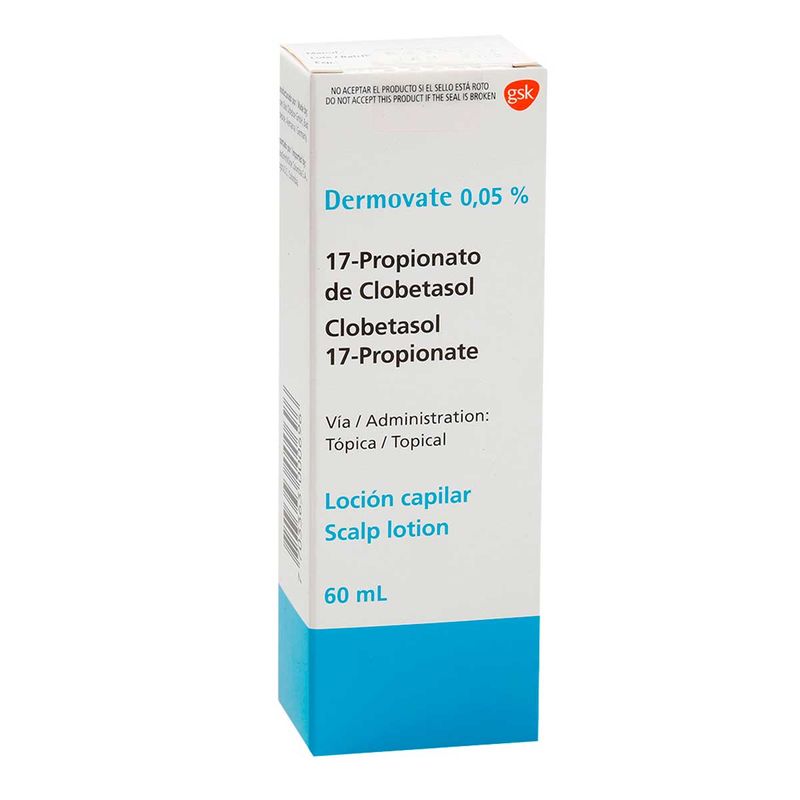 NO ACEPTAR EL PRODUCTO SI EL SELLO ESTÁ ROTO
DO NOT ACCEPT THIS PRODUCT IF THE SEAL IS BROKEN
gsk
Dermovate 0,05 %
17-Propionato
de Clobetasol
Clobetasol
17-Propionate
Vía / Administration:
Tópica / Topical
Loción capilar
Scalp lotion
60 mL